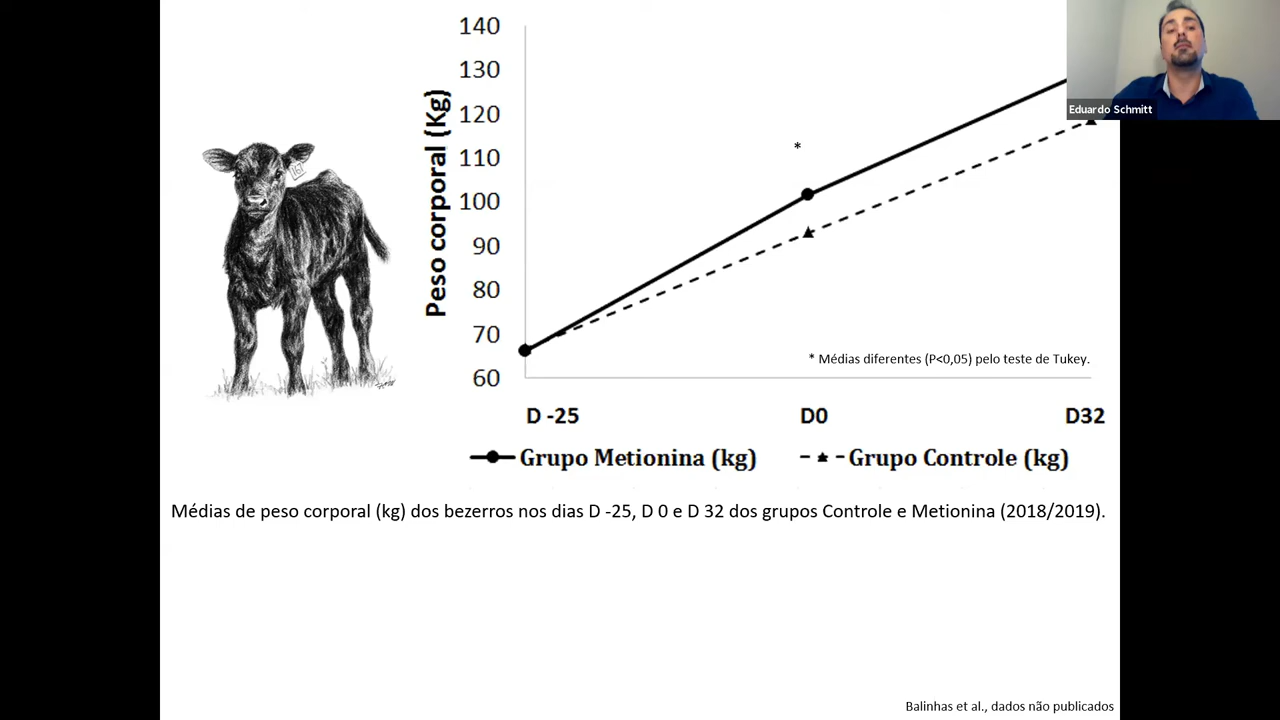 140
130
120
110
100
90
80
70
60
Peso corporal (Kg)
Eduardo Schmitt
*
* Médias diferentes (P<0,05) pelo teste de Tukey.
D -25 D0 D32
Grupo Metionina (kg) Grupo Controle (kg)
Médias de peso corporal (kg) dos bezerros nos dias D -25, D 0 e D 32 dos grupos Controle e Metionina (2018/2019).
Balinhas et al., dados não publicados